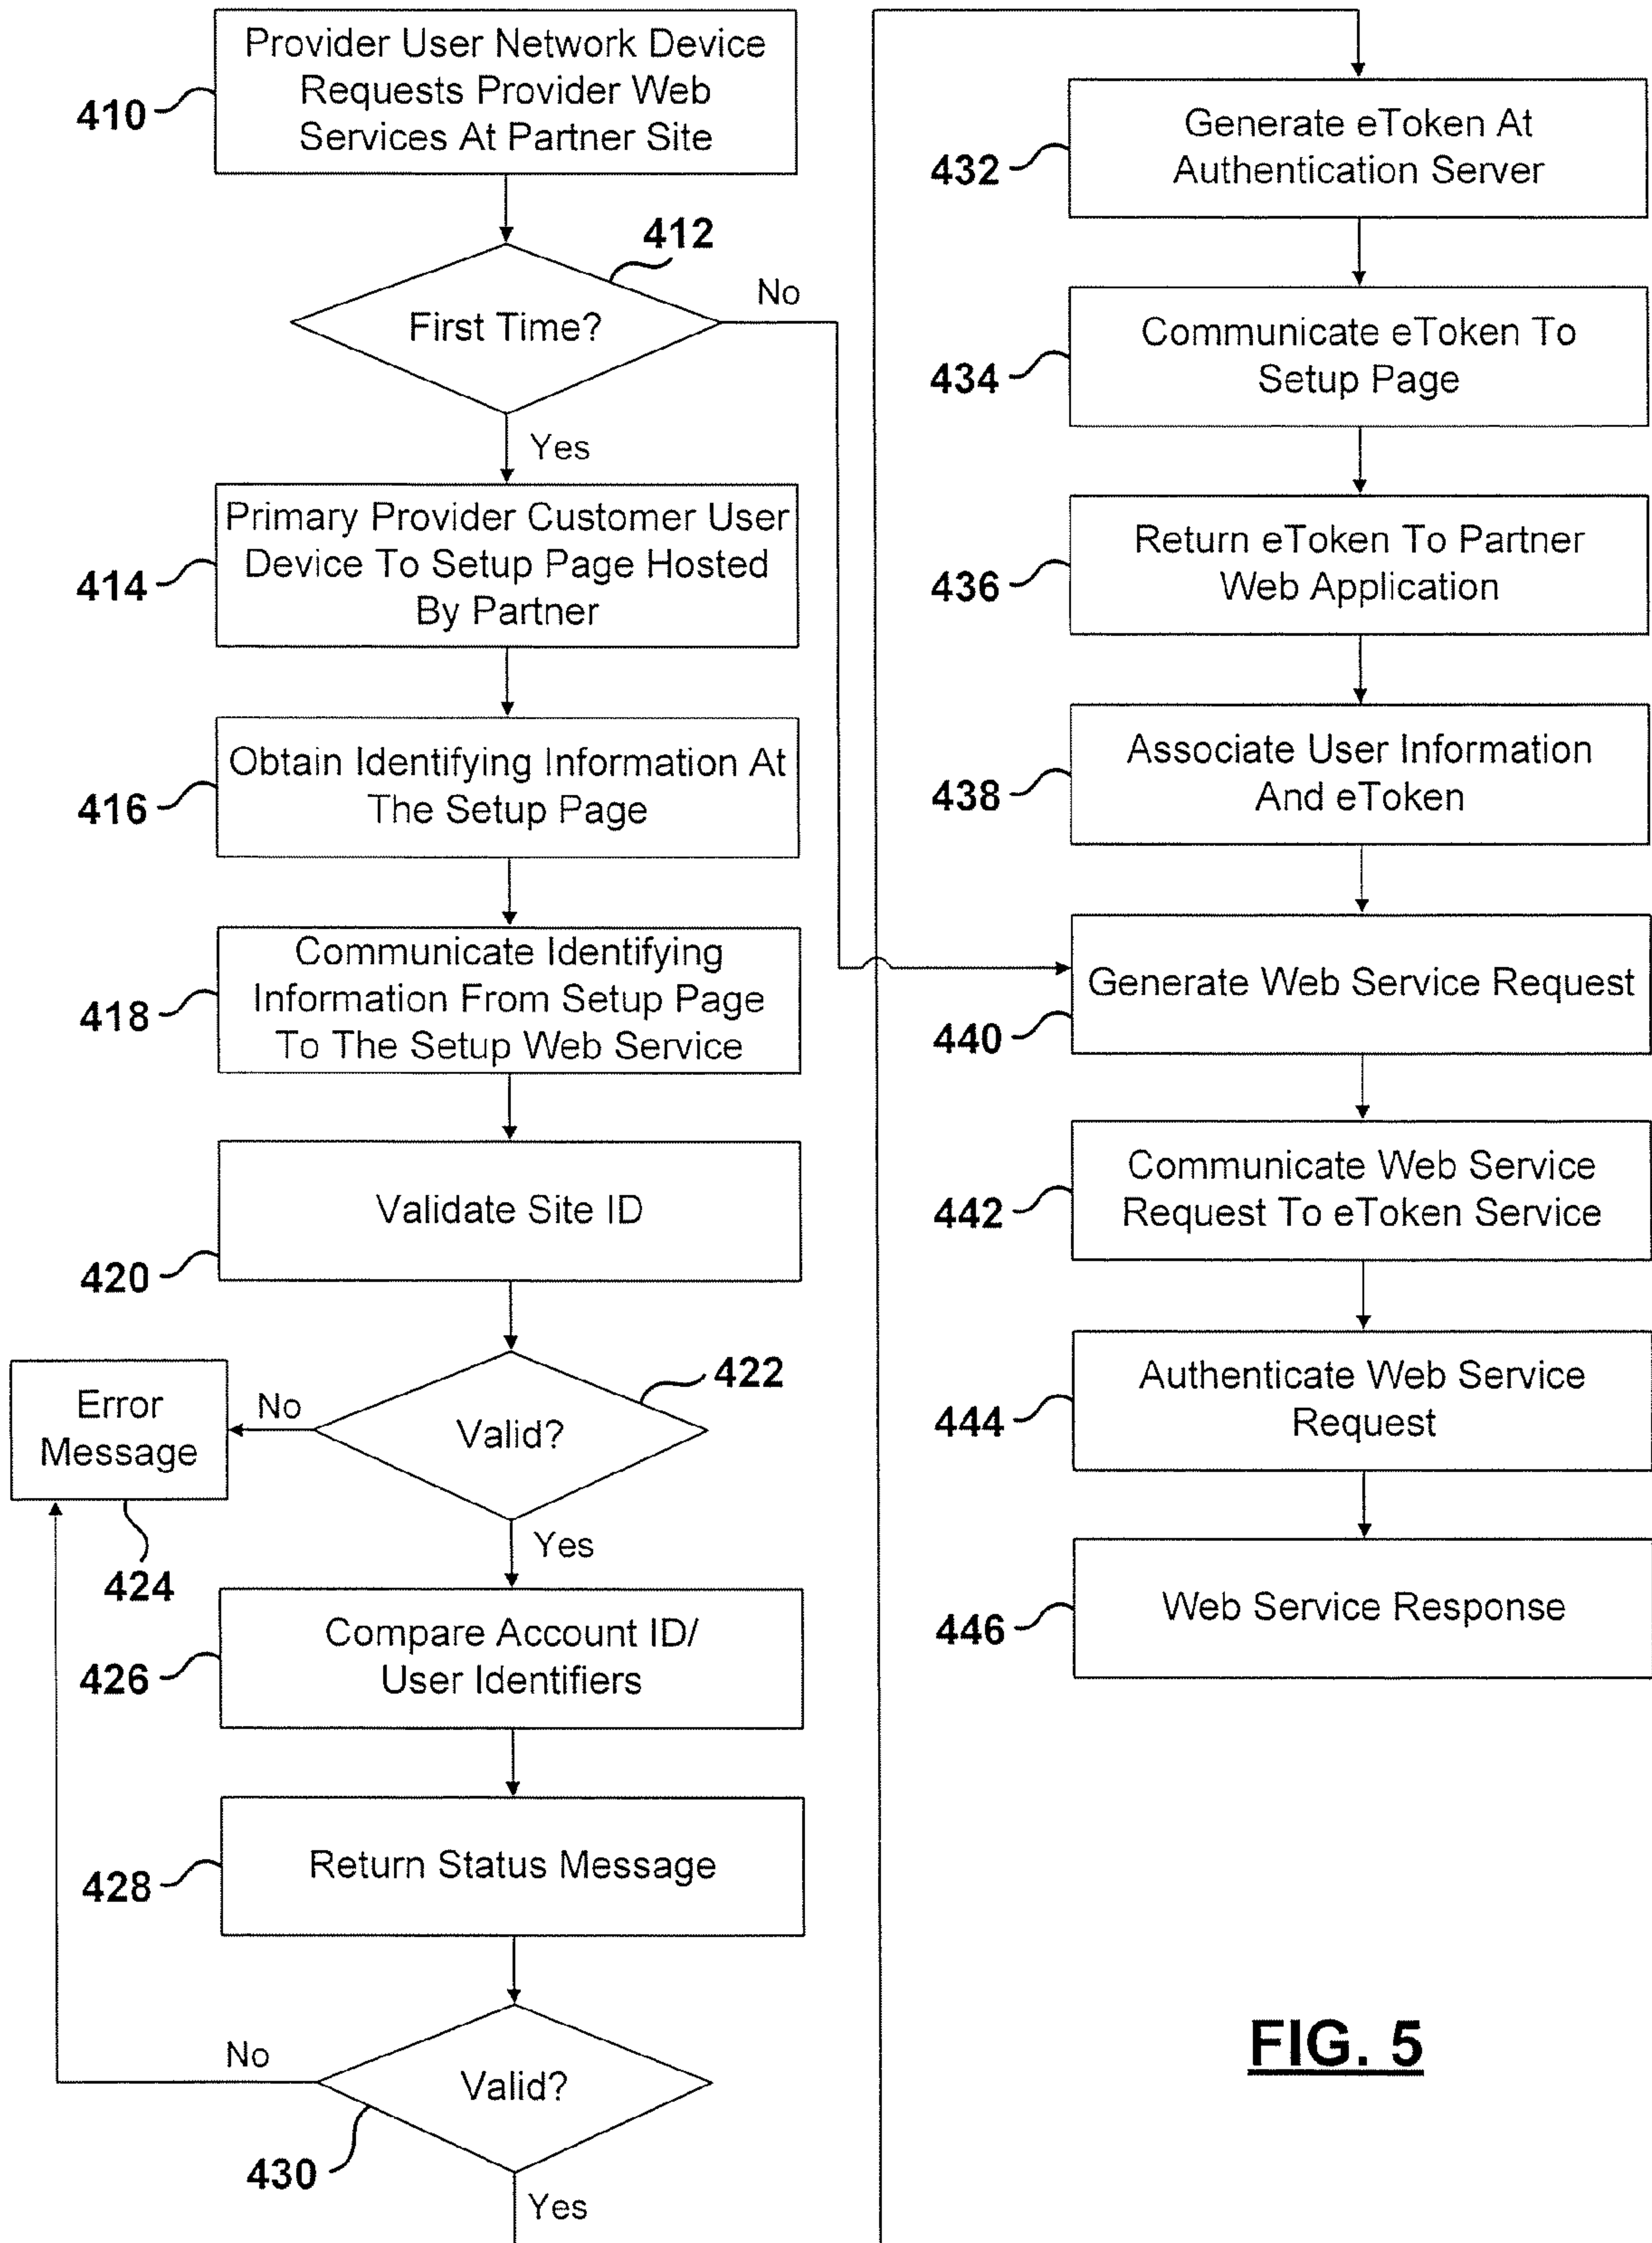 Provider User Network Device
Requests Provider Web
Services At Partner Site
410
412
First Time?
No
Yes
Primary Provider Customer User
Device To Setup Page Hosted
By Partner
414
Obtain Identifying Information At
The Setup Page
416
Communicate Identifying
Information From Setup Page
To The Setup Web Service
418
Validate Site ID
420
422
Valid?
No
Error
Message
424
Yes
Compare Account ID/
User Identifiers
426
Return Status Message
428
Valid?
No
430
Yes
Generate eToken At
Authentication Server
432
Communicate eToken To
Setup Page
434
Return eToken To Partner
Web Application
436
Associate User Information
And eToken
438
Generate Web Service Request
440
Communicate Web Service
Request To eToken Service
442
Authenticate Web Service
Request
444
Web Service Response
446
FIG. 5